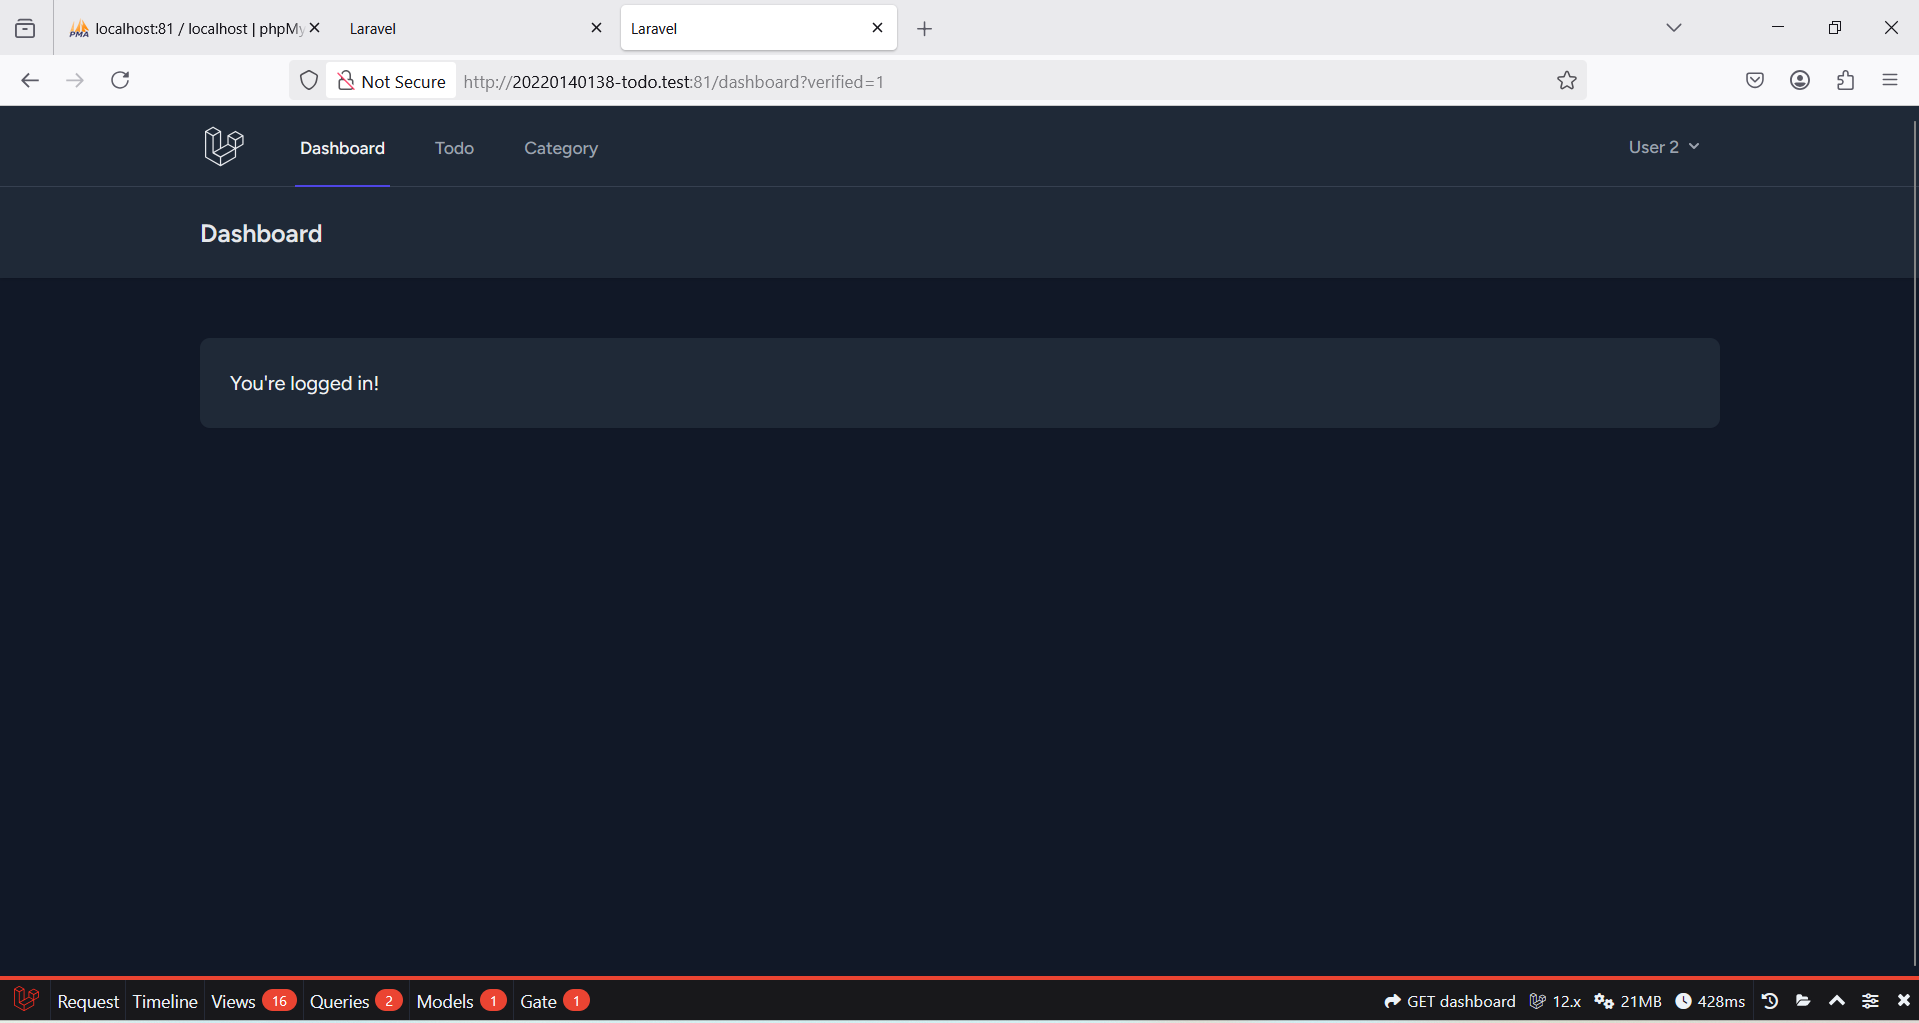 localhost:81 / localhost | phpMy
Laravel
Laravel
Not Secure
http://20220140138-todo.test:81/dashboard?verified=1
Dashboard
Todo
Category
User 2
Dashboard
You're logged in!
Request
Timeline
Views 16
Queries 2
Models 1
Gate 1
GET dashboard
12.x
21MB
428ms